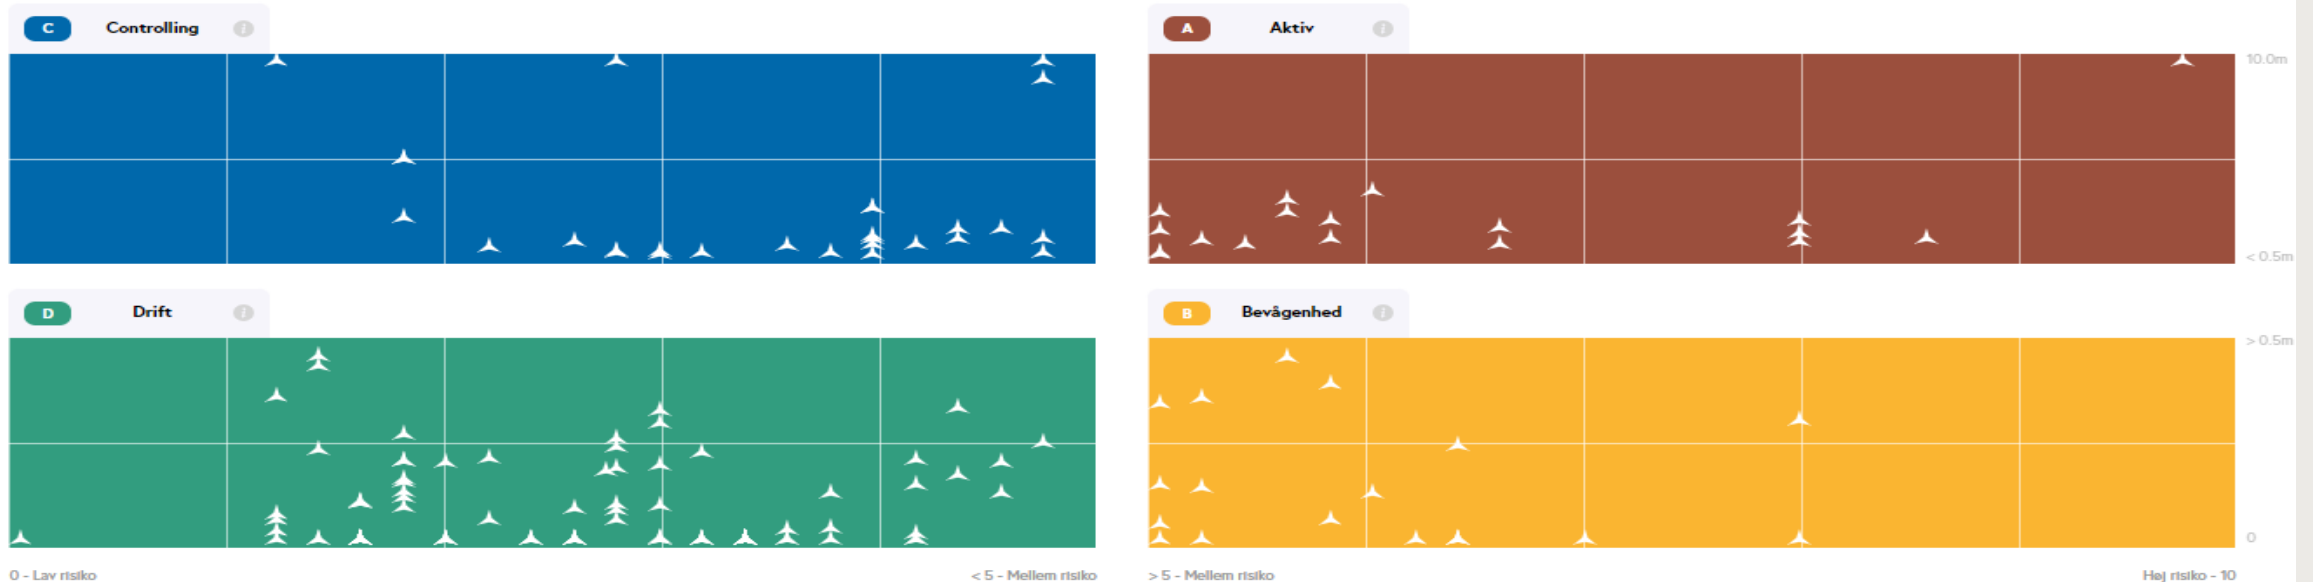 C Controlling i
A Aktiv i
10.0m
< 0.5m
D Drift i
B Bevågenhed i
> 0.5m
0
0 - Lav risiko
< 5 - Mellem risiko
> 5 - Mellem risiko
Høj risiko - 10